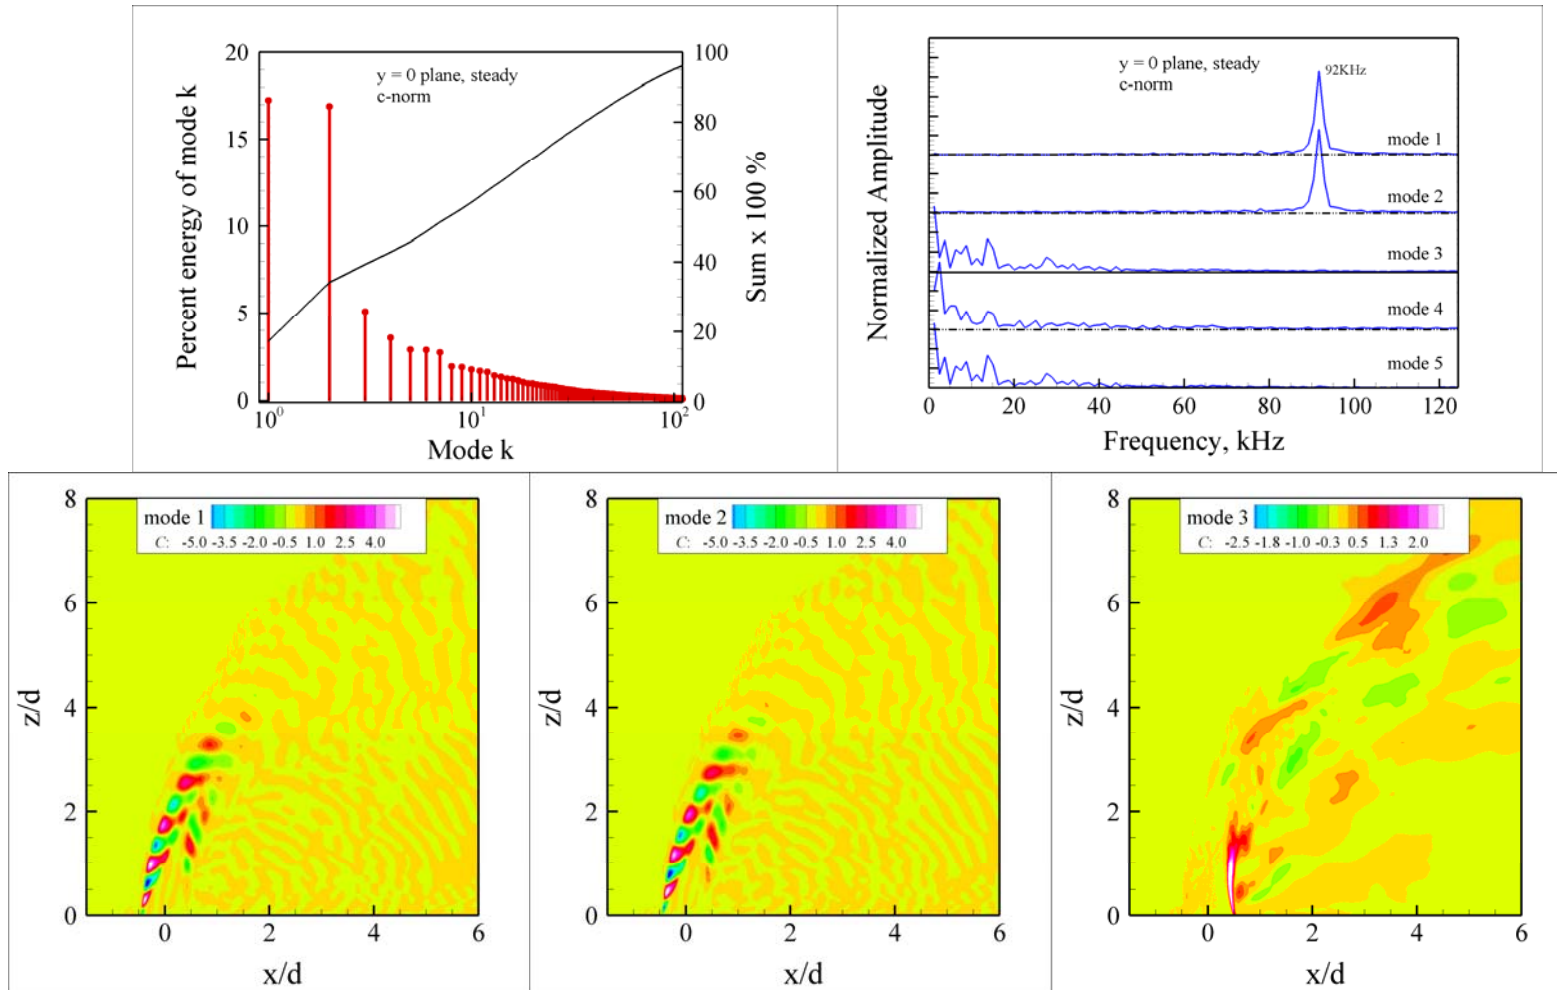 20
15
10
5
0
100
80
60
40
20
0
10⁰
10¹
10²
Percent energy of mode k
Sum x 100 %
Mode k
y = 0 plane, steady
c-norm
y = 0 plane, steady
c-norm
92KHz
mode 1
mode 2
mode 3
mode 4
mode 5
Normalized Amplitude
0 20 40 60 80 100 120
Frequency, kHz
mode 1
C: -5.0 -3.5 -2.0 -0.5 1.0 2.5 4.0
8
6
4
2
0
z/d
0 2 4 6
x/d
mode 2
C: -5.0 -3.5 -2.0 -0.5 1.0 2.5 4.0
8
6
4
2
0
z/d
0 2 4 6
x/d
mode 3
C: -2.5 -1.8 -1.0 -0.3 0.5 1.3 2.0
8
6
4
2
0
z/d
0 2 4 6
x/d